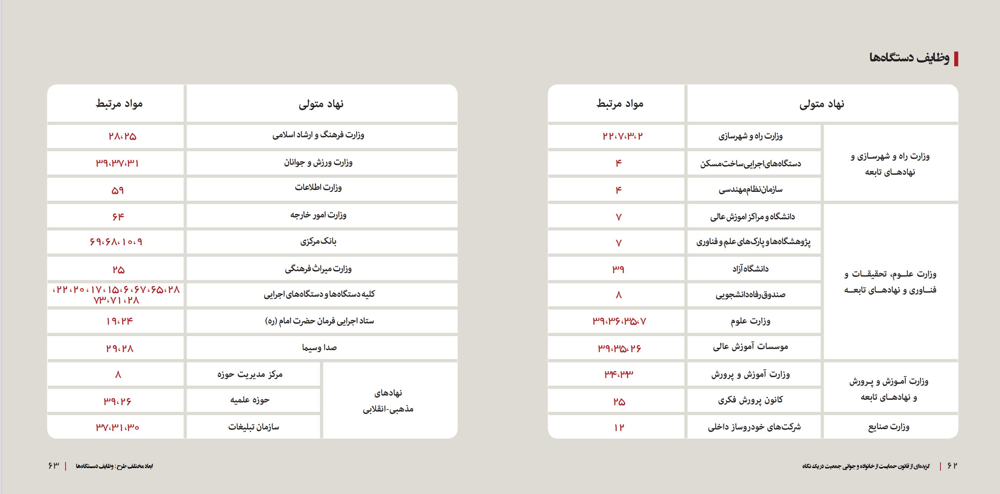 وظایف دستگاه‌ها
نهاد متولی
مواد مرتبط
وزارت راه و شهرسازی و
نهادهای تابعه
وزارت راه و شهرسازی
۲۲،۷،۳،۲
دستگاه‌های اجرایی ساخت مسکن
۴
سازمان نظام مهندسی
۴
وزارت علوم، تحقیقات و
فناوری و نهادهای تابعه
دانشگاه و مراکز اموزش عالی
۷
پژوهشگاه‌ها و پارک‌های علم و فناوری
۷
دانشگاه آزاد
۳۹
صندوق رفاه دانشجویی
۸
وزارت علوم
۳۹،۳۶،۳۵،۷
موسسات آموزش عالی
۳۹،۳۵،۲۶
وزارت آموزش و پرورش
و نهادهای تابعه
وزارت آموزش و پرورش
۳۴،۳۳
کانون پرورش فکری
۲۵
وزارت صنایع
شرکت‌های خودروساز داخلی
۱۲
۶۲ | گزیده‌ای از قانون حمایت از خانواده و جوانی جمعیت در یک نگاه
نهاد متولی
مواد مرتبط
وزارت فرهنگ و ارشاد اسلامی
۲۸،۲۵
وزارت ورزش و جوانان
۳۹،۳۷،۳۱
وزارت اطلاعات
۵۹
وزارت امور خارجه
۶۴
بانک مرکزی
۶۹،۶۸،۱۰،۹
وزارت میراث فرهنگی
۲۵
کلیه دستگاه‌ها و دستگاه‌های اجرایی
،۲۲،۲۰،۱۷،۱۵،۶،۶۷،۶۵،۲۸
۷۳،۷۱،۲۸
ستاد اجرایی فرمان حضرت امام (ره)
۱۹،۲۴
صدا وسیما
۲۹،۲۸
نهادهای
مذهبی-انقلابی
مرکز مدیریت حوزه
۸
حوزه علمیه
۳۹،۲۶
سازمان تبلیغات
۳۷،۳۱،۳۰
ابعاد مختلف طرح: وظایف دستگاه‌ها | ۶۳